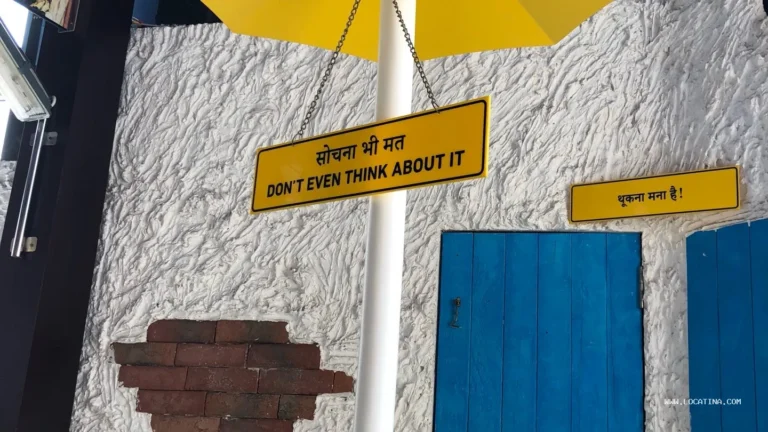 सोचना भी मत
DON'T EVEN THINK ABOUT IT
थूकना मना है!
WWW.LOCATINA.COM